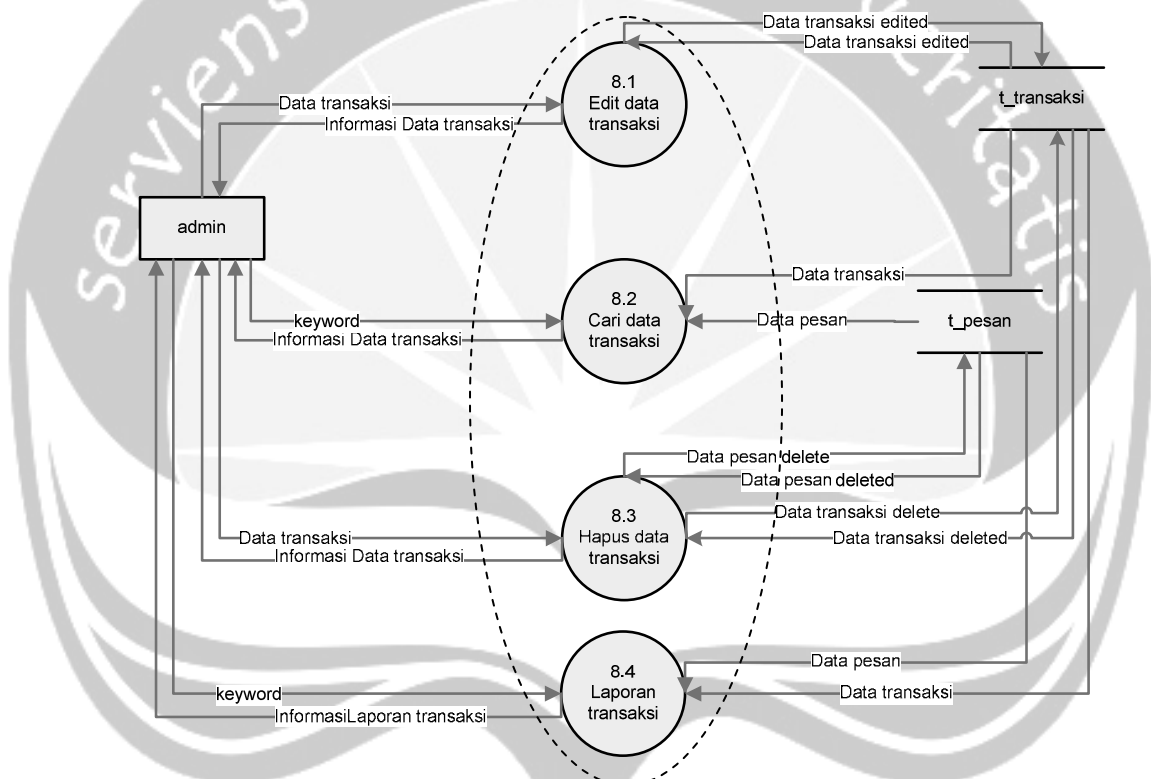 serviens
veritatis
Data transaksi edited
Data transaksi edited
8.1
Edit data
transaksi
t_transaksi
Data transaksi
Informasi Data transaksi
admin
8.2
Cari data
transaksi
Data transaksi
t_pesan
Data pesan
keyword
Informasi Data transaksi
Data pesan delete
Data pesan deleted
8.3
Hapus data
transaksi
Data transaksi delete
Data transaksi deleted
Data transaksi
Informasi Data transaksi
8.4
Laporan
transaksi
Data pesan
Data transaksi
keyword
InformasiLaporan transaksi